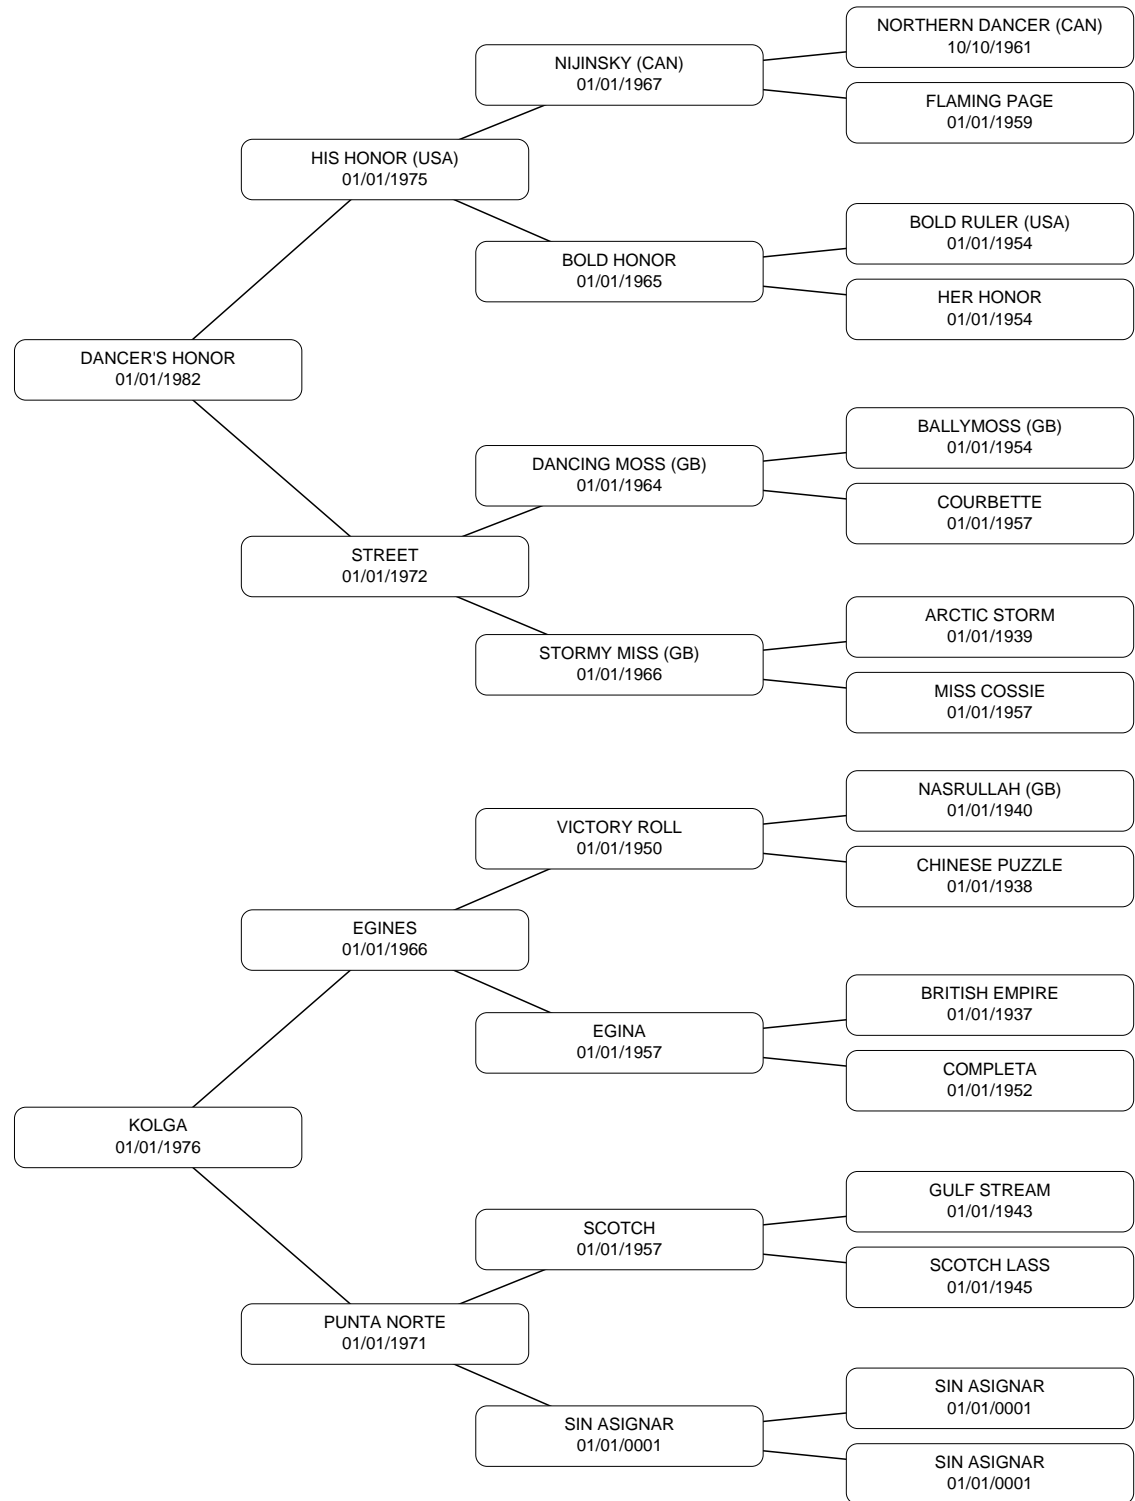 NORTHERN DANCER (CAN)
10/10/1961
NIJINSKY (CAN)
01/01/1967
FLAMING PAGE
01/01/1959
HIS HONOR (USA)
01/01/1975
BOLD RULER (USA)
01/01/1954
BOLD HONOR
01/01/1965
HER HONOR
01/01/1954
DANCER'S HONOR
01/01/1982
BALLYMOSS (GB)
01/01/1954
DANCING MOSS (GB)
01/01/1964
COURBETTE
01/01/1957
STREET
01/01/1972
ARCTIC STORM
01/01/1939
STORMY MISS (GB)
01/01/1966
MISS COSSIE
01/01/1957
NASRULLAH (GB)
01/01/1940
VICTORY ROLL
01/01/1950
CHINESE PUZZLE
01/01/1938
EGINES
01/01/1966
BRITISH EMPIRE
01/01/1937
EGINA
01/01/1957
COMPLETA
01/01/1952
KOLGA
01/01/1976
GULF STREAM
01/01/1943
SCOTCH
01/01/1957
SCOTCH LASS
01/01/1945
PUNTA NORTE
01/01/1971
SIN ASIGNAR
01/01/0001
SIN ASIGNAR
01/01/0001
SIN ASIGNAR
01/01/0001